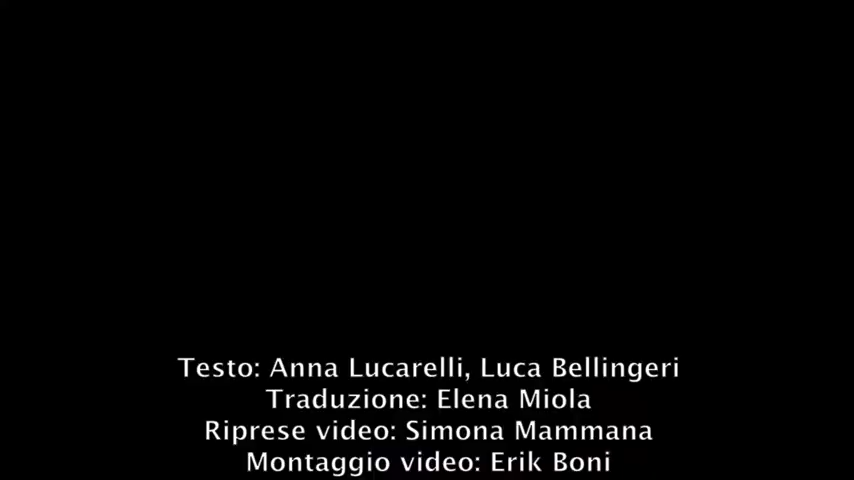 Testo: Anna Lucarelli, Luca Bellingeri
Traduzione: Elena Miola
Riprese video: Simona Mammana
Montaggio video: Erik Boni